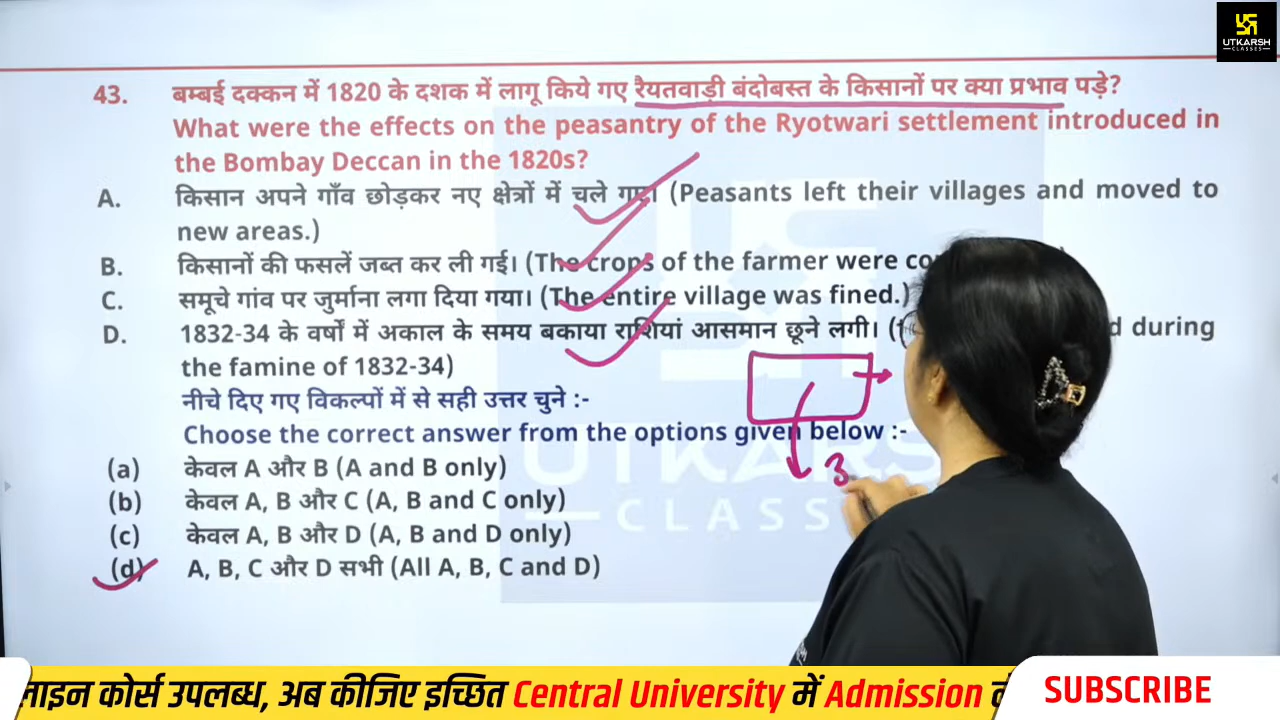 UTKARSH
CLASSES
43. बम्बई दक्कन में 1820 के दशक में लागू किये गए रैयतवाड़ी बंदोबस्त के किसानों पर क्या प्रभाव पड़े?
What were the effects on the peasantry of the Ryotwari settlement introduced in
the Bombay Deccan in the 1820s?
A. किसान अपने गाँव छोड़कर नए क्षेत्रों में चले गए। (Peasants left their villages and moved to
new areas.)
B. किसानों की फसलें जब्त कर ली गई। (The crops of the farmer were
C. समूचे गांव पर जुर्माना लगा दिया गया। (The entire village was fined.)
D. 1832-34 के वर्षों में अकाल के समय बकाया राशियां आसमान छूने लगी। ( during
the famine of 1832-34)
नीचे दिए गए विकल्पों में से सही उत्तर चुने :-
Choose the correct answer from the options given below :-
(a) केवल A और B (A and B only)
(b) केवल A, B और C (A, B and C only)
(c) केवल A, B और D (A, B and D only)
(d) A, B, C और D सभी (All A, B, C and D)
3
CLASS
कोर्स उपलब्ध, अब कीजिए इच्छित Central University में Admission
SUBSCRIBE